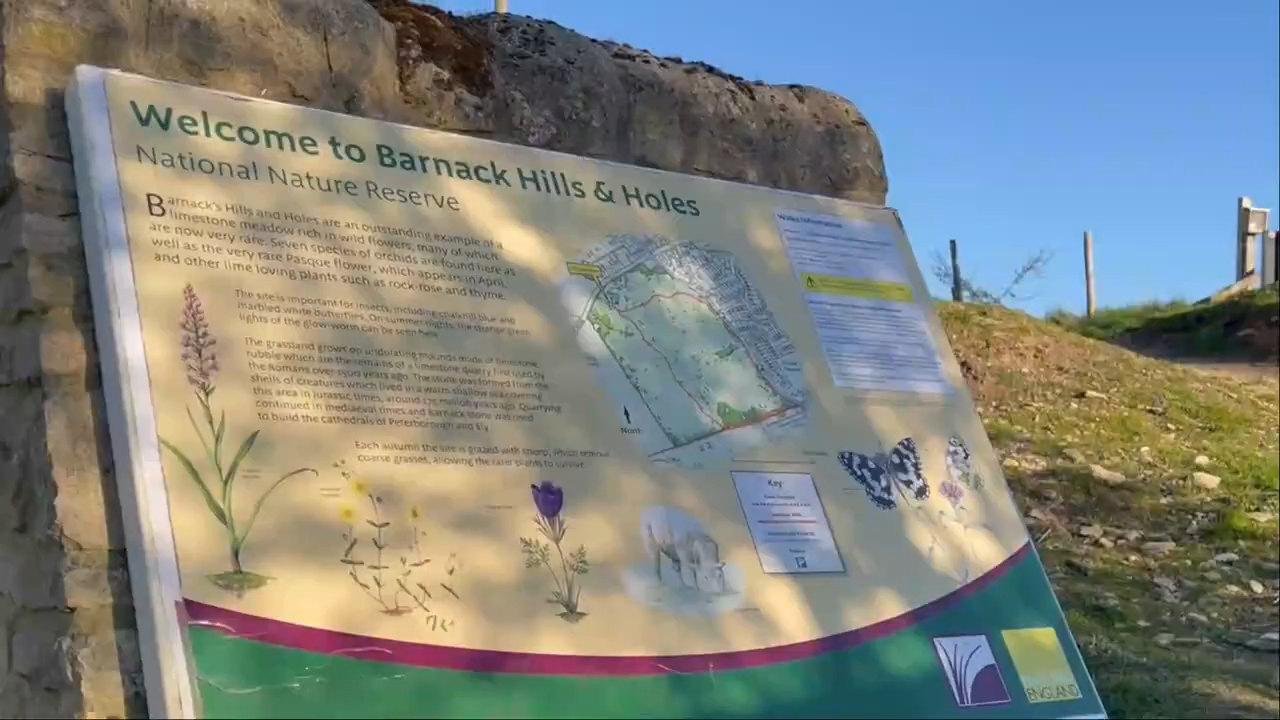 Welcome to Barnack Hills & Holes
National Nature Reserve
Barnack's Hills and Holes are an outstanding example of a
limestone meadow rich in wild flowers, many of which
are now very rare. Seven species of orchids are found here as
well as the very rare Pasque flower, which appears in April,
and other lime loving plants such as rock-rose and thyme.
The site is important for insects, including chalkhill blue and
marbled white butterflies. On summer nights, the strange green
lights of the glow-worm can be seen here.
The grassland grows on undulating mounds made of limestone
rubble which are the remains of a limestone quarry first used by
the Romans over 1500 years ago. The stone was formed from the
shells of creatures which lived in a warm shallow sea covering
this area in Jurassic times, around 175 million years ago. Quarrying
continued in mediaeval times and Barnack stone was used
to build the cathedrals of Peterborough and Ely.
Each autumn the site is grazed with sheep, which remove
coarse grasses, allowing the rarer plants to survive.
North
Key:
P
ENGLAND